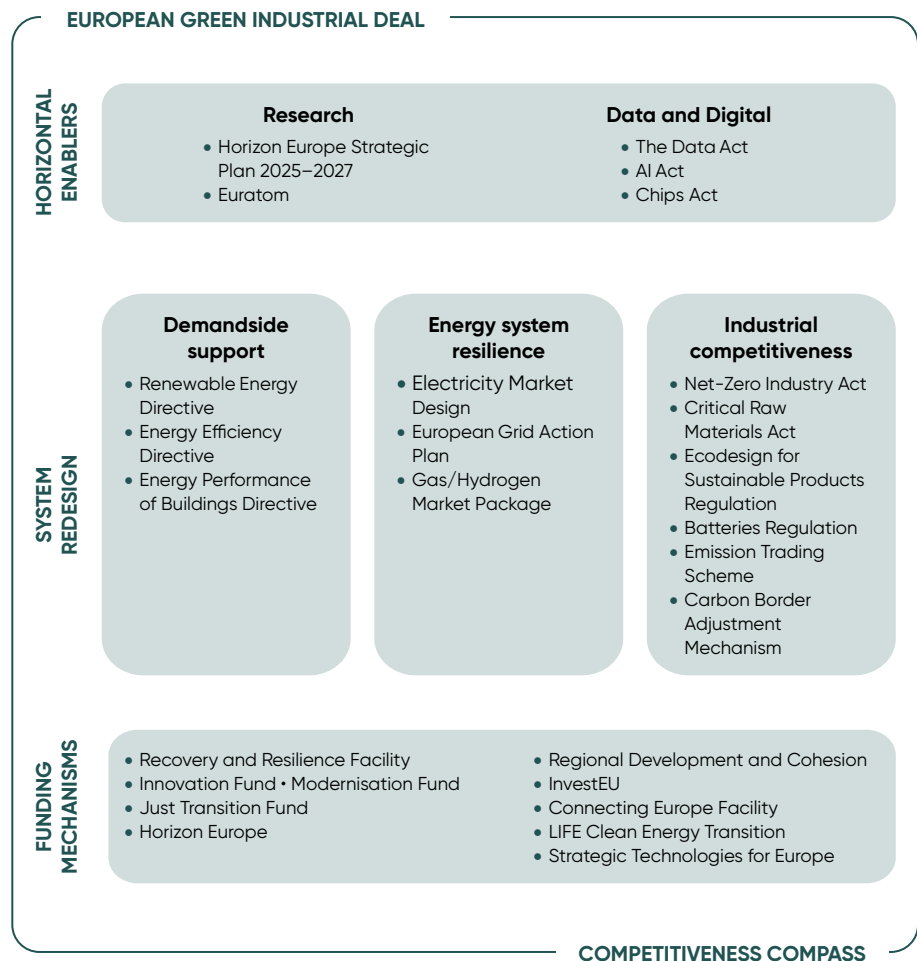 EUROPEAN GREEN INDUSTRIAL DEAL
HORIZONTAL
ENABLERS
Research
• Horizon Europe Strategic
Plan 2025–2027
• Euratom
Data and Digital
• The Data Act
• AI Act
• Chips Act
SYSTEM
REDESIGN
Demandside
support
• Renewable Energy
Directive
• Energy Efficiency
Directive
• Energy Performance
of Buildings Directive
Energy system
resilience
• Electricity Market
Design
• European Grid Action
Plan
• Gas/Hydrogen
Market Package
Industrial
competitiveness
• Net-Zero Industry Act
• Critical Raw
Materials Act
• Ecodesign for
Sustainable Products
Regulation
• Batteries Regulation
• Emission Trading
Scheme
• Carbon Border
Adjustment
Mechanism
FUNDING
MECHANISMS
• Recovery and Resilience Facility
• Innovation Fund • Modernisation Fund
• Just Transition Fund
• Horizon Europe
• Regional Development and Cohesion
• InvestEU
• Connecting Europe Facility
• LIFE Clean Energy Transition
• Strategic Technologies for Europe
COMPETITIVENESS COMPASS